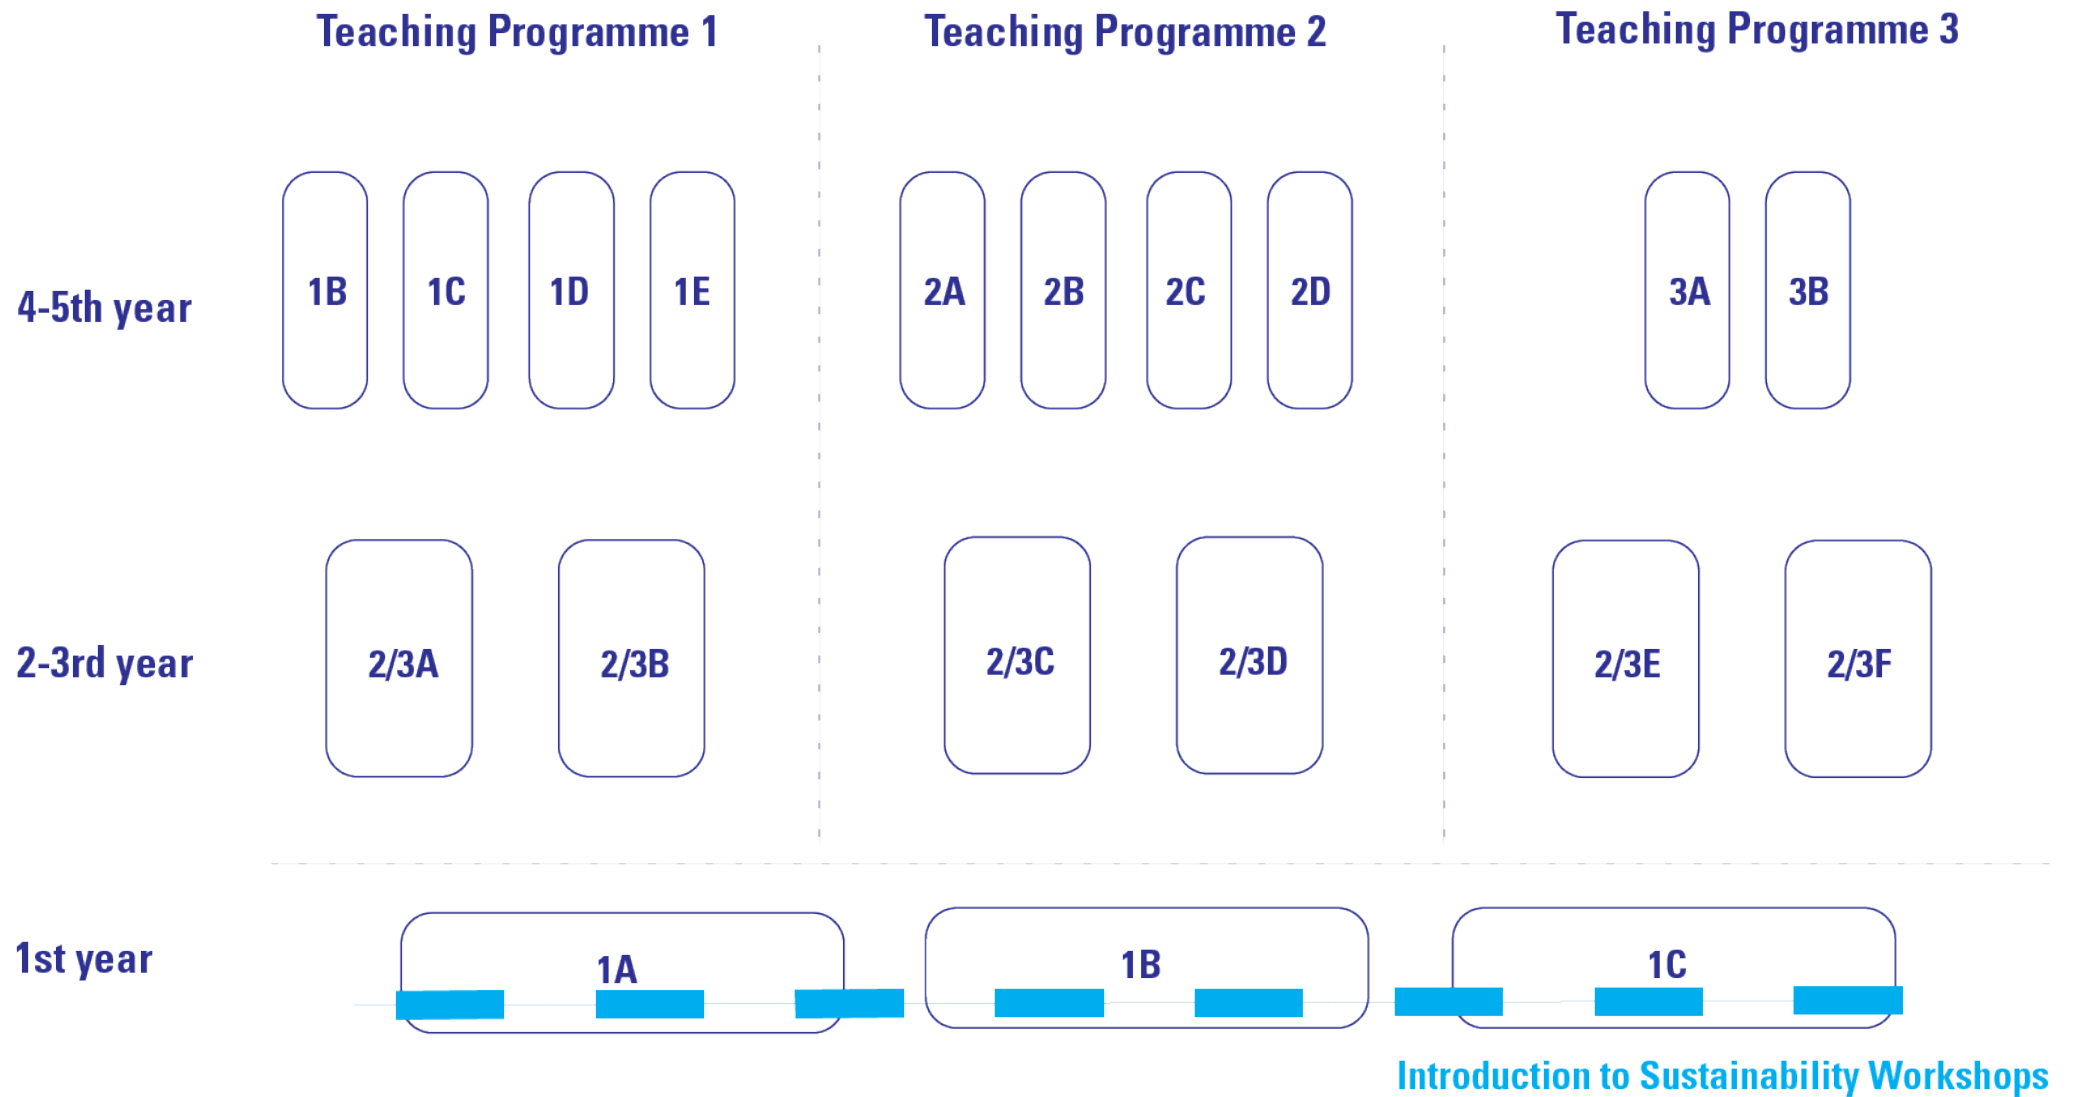 Teaching Programme 1
Teaching Programme 2
Teaching Programme 3
4-5th year
1B
1C
1D
1E
2A
2B
2C
2D
3A
3B
2-3rd year
2/3A
2/3B
2/3C
2/3D
2/3E
2/3F
1st year
1A
1B
1C
Introduction to Sustainability Workshops